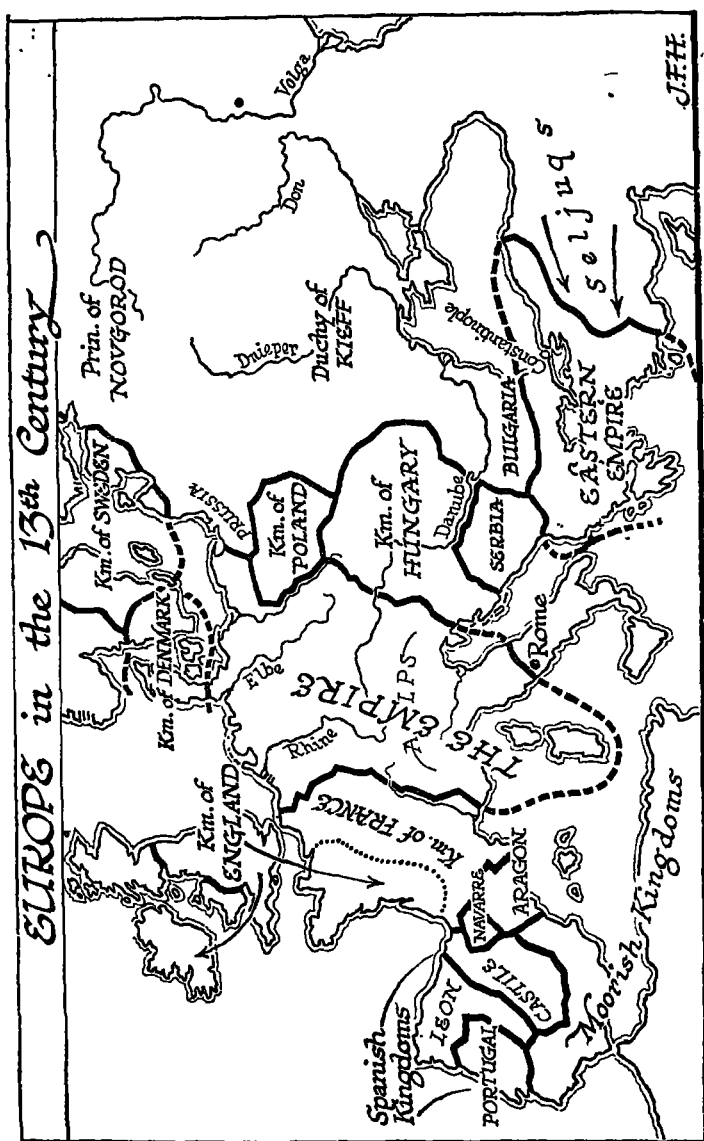 EUROPE in the 13th Century
Km. of SWEDEN
Prin. of
NOVGOROD
Volga
Km. of DENMARK
Km. of
ENGLAND
PRUSSIA
Km. of
POLAND
Dnieper
Duchy of
KIEFF
Don
Elbe
Rhine
THE EMPIRE
ALPS
Km. of
HUNGARY
Danube
Km. of FRANCE
SERBIA
BULGARIA
Constantinople
Rome
EASTERN
EMPIRE
Seljuqs
Spanish
Kingdoms
LEON
NAVARRE
ARAGON
CASTILE
PORTUGAL
Moorish Kingdoms
J.F.H.